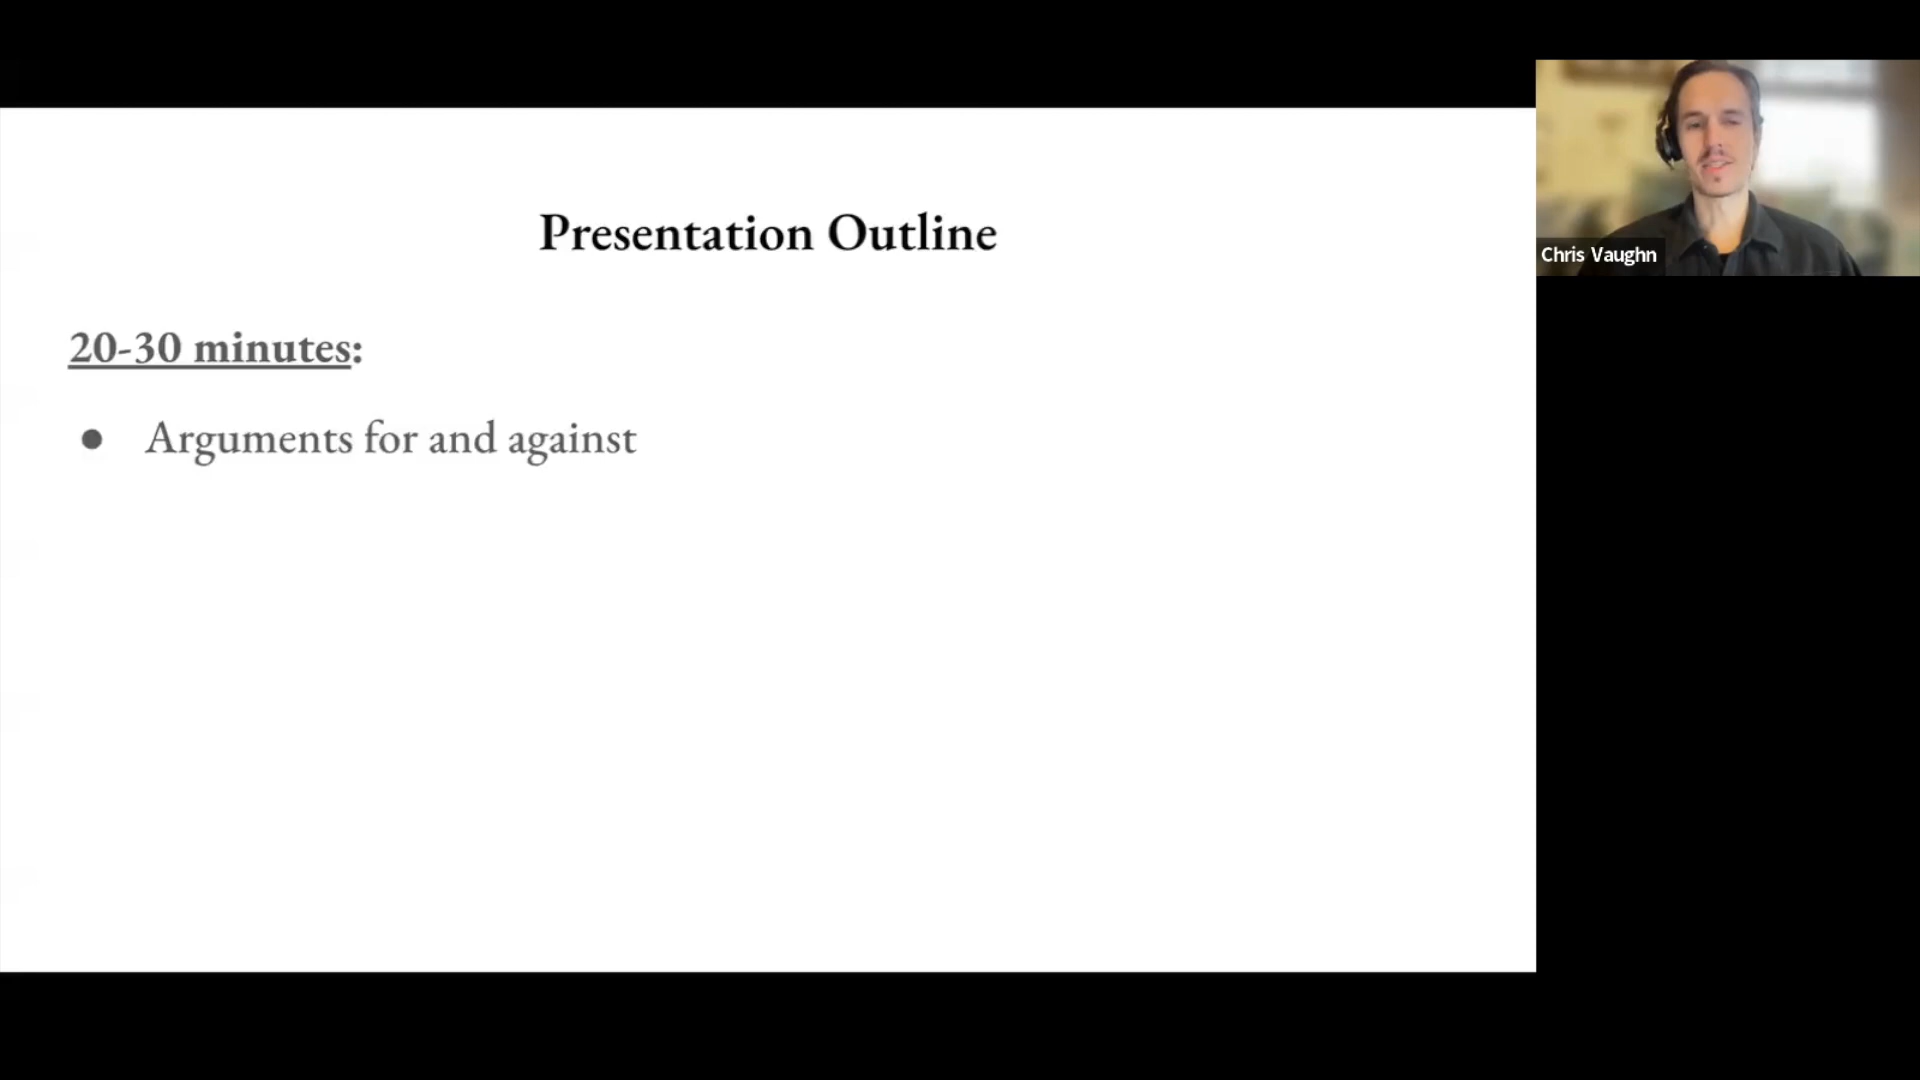 Presentation Outline
20-30 minutes:
● Arguments for and against
Chris Vaughn